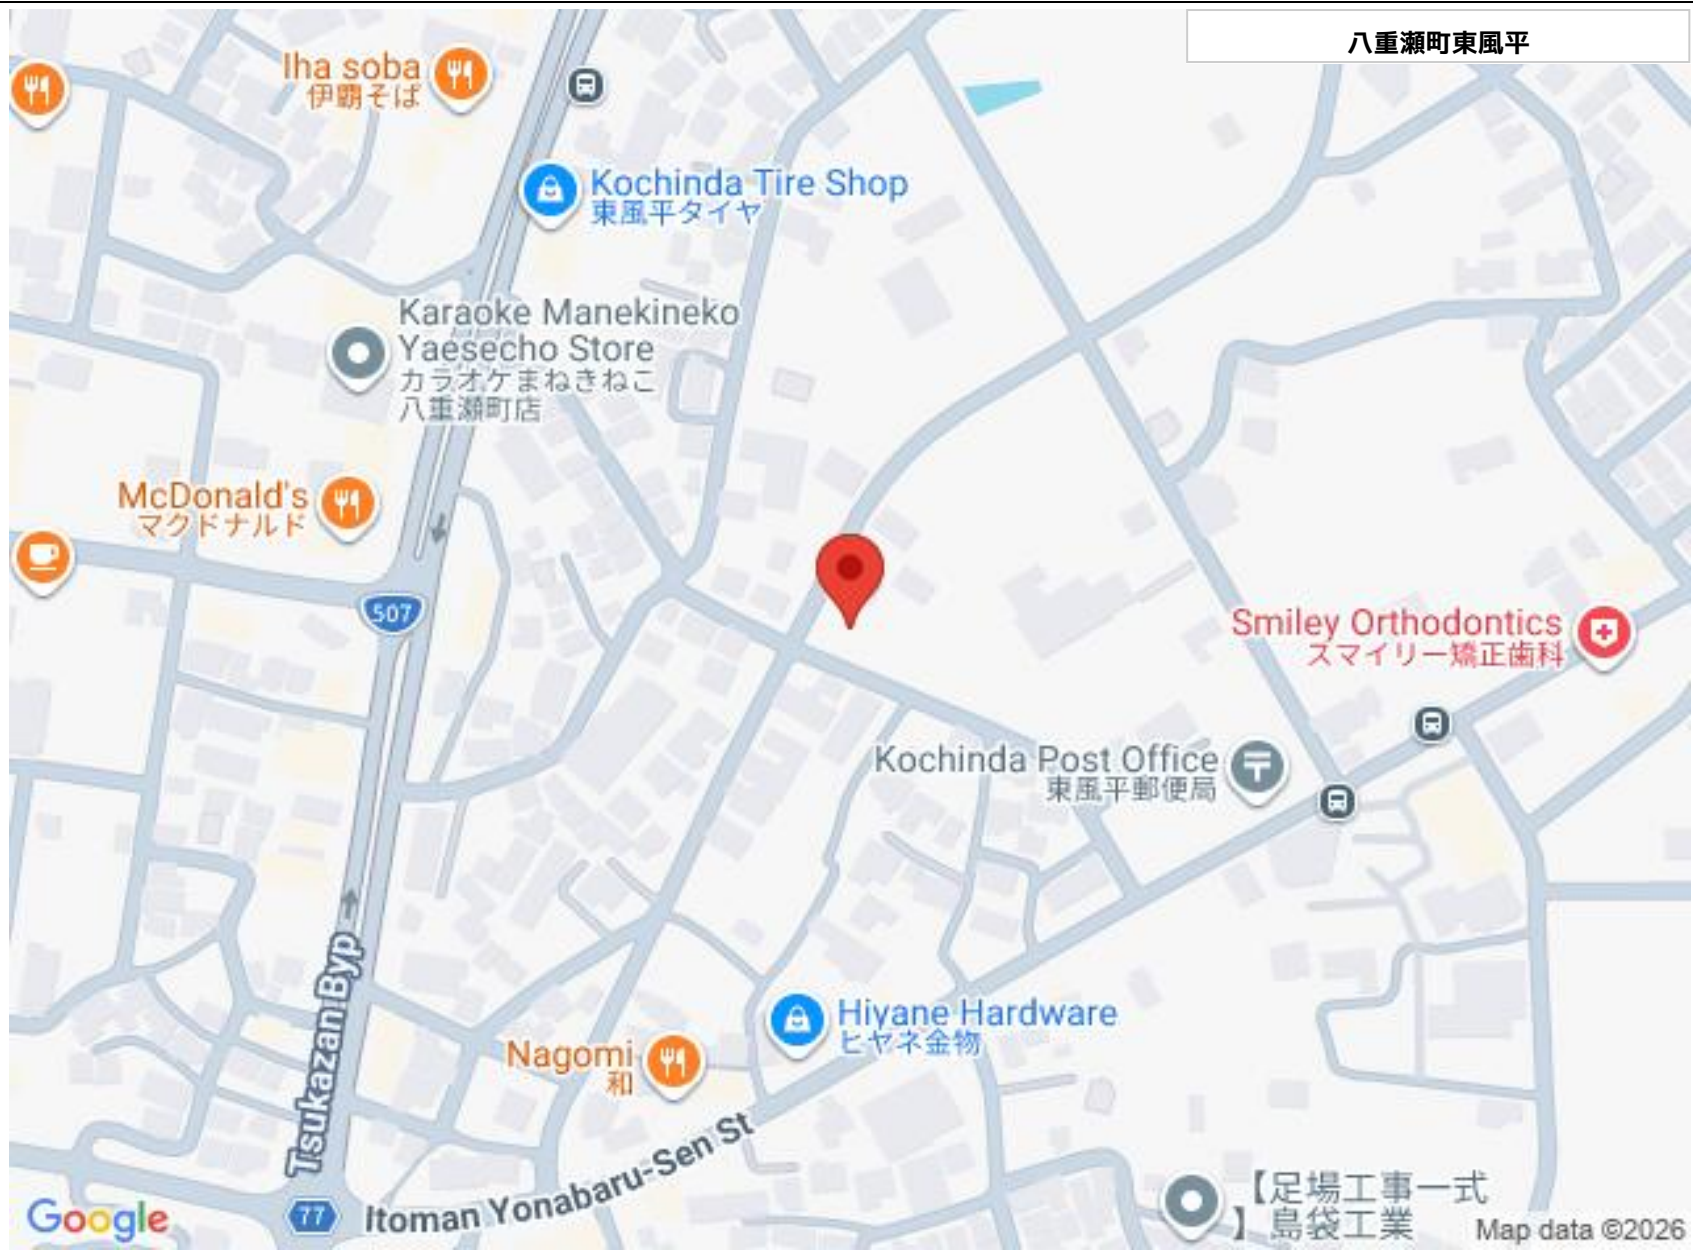 八重瀬町東風平
Iha soba
伊覇そば
Kochinda Tire Shop
東風平タイヤ
Karaoke Manekineko
Yaesecho Store
カラオケまねきねこ
八重瀬町店
McDonald's
マクドナルド
507
Smiley Orthodontics
スマイリー矯正歯科
Kochinda Post Office
東風平郵便局
Hiyane Hardware
ヒヤネ金物
Nagomi
和
Tsukazan Byp
Itoman Yonabaru-Sen St
77
【足場工事一式
】島袋工業
Google
Map data ©2026